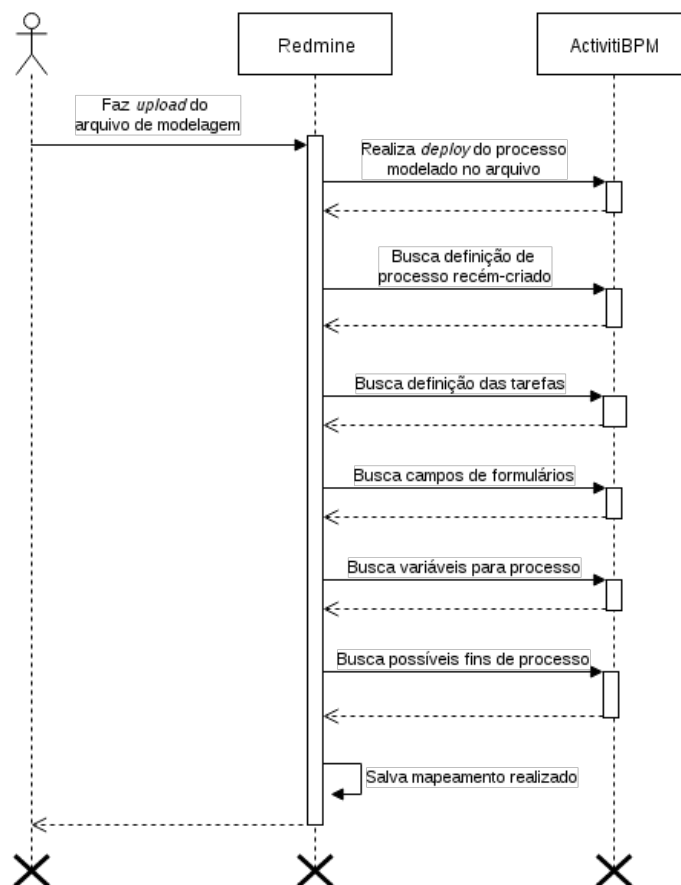 Redmine
ActivitiBPM
Faz upload do
arquivo de modelagem
Realiza deploy do processo
modelado no arquivo
Busca definição de
processo recém-criado
Busca definição das tarefas
Busca campos de formulários
Busca variáveis para processo
Busca possíveis fins de processo
Salva mapeamento realizado